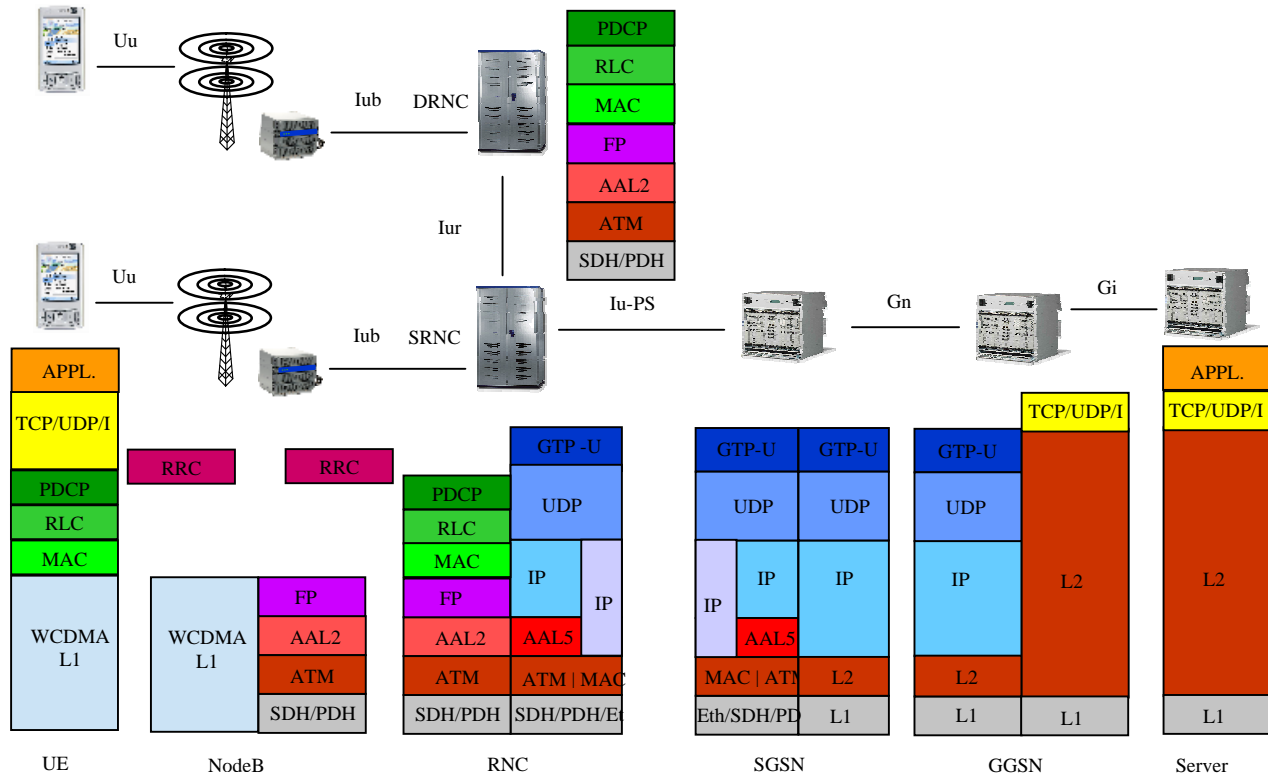 PDCP
Uu
RLC
Iub
DRNC
MAC
FP
AAL2
Iur
ATM
SDH/PDH
Uu
Iu-PS
Gn
Gi
Iub
SRNC
APPL.
APPL.
TCP/UDP/I
TCP/UDP/I
TCP/UDP/I
GTP -U
GTP-U
GTP-U
GTP-U
RRC
RRC
PDCP
PDCP
UDP
UDP
UDP
UDP
RLC
RLC
MAC
MAC
IP
IP
IP
IP
IP
IP
L2
L2
FP
FP
WCDMA
L1
WCDMA
L1
AAL2
AAL2
AAL5
AAL5
ATM
ATM
ATM | MAC
MAC | ATM
L2
L2
SDH/PDH
SDH/PDH
SDH/PDH/Et
Eth/SDH/PD
L1
L1
L1
L1
UE
NodeB
RNC
SGSN
GGSN
Server